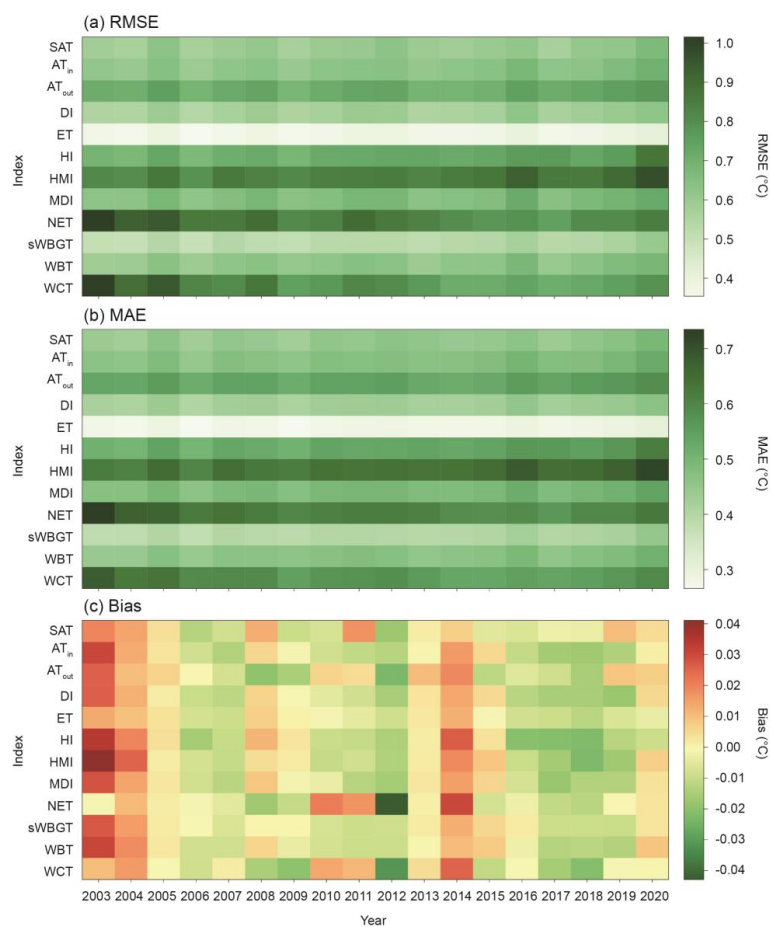 (a) RMSE
SAT
ATin
ATout
DI
ET
HI
HMI
MDI
NET
sWBGT
WBT
WCT
Index
1.0
0.9
0.8
0.7
0.6
0.5
0.4
RMSE (°C)
(b) MAE
SAT
ATin
ATout
DI
ET
HI
HMI
MDI
NET
sWBGT
WBT
WCT
Index
0.7
0.6
0.5
0.4
0.3
MAE (°C)
(c) Bias
SAT
ATin
ATout
DI
ET
HI
HMI
MDI
NET
sWBGT
WBT
WCT
Index
0.04
0.03
0.02
0.01
0.00
-0.01
-0.02
-0.03
-0.04
Bias (°C)
2003 2004 2005 2006 2007 2008 2009 2010 2011 2012 2013 2014 2015 2016 2017 2018 2019 2020
Year